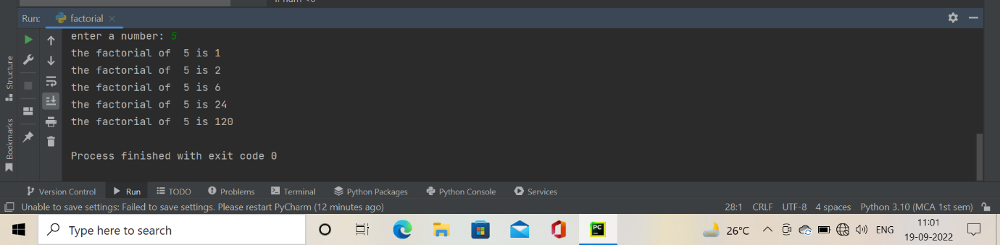 if num <0
Run: factorial
enter a number: 5
the factorial of  5 is 1
the factorial of  5 is 2
the factorial of  5 is 6
the factorial of  5 is 24
the factorial of  5 is 120
Process finished with exit code 0
Structure
Bookmarks
Version Control Run TODO Problems Terminal Python Packages Python Console Services
Unable to save settings: Failed to save settings. Please restart PyCharm (12 minutes ago) 28:1 CRLF UTF-8 4 spaces Python 3.10 (MCA 1st sem)
Type here to search PC 26°C ENG 11:01
19-09-2022